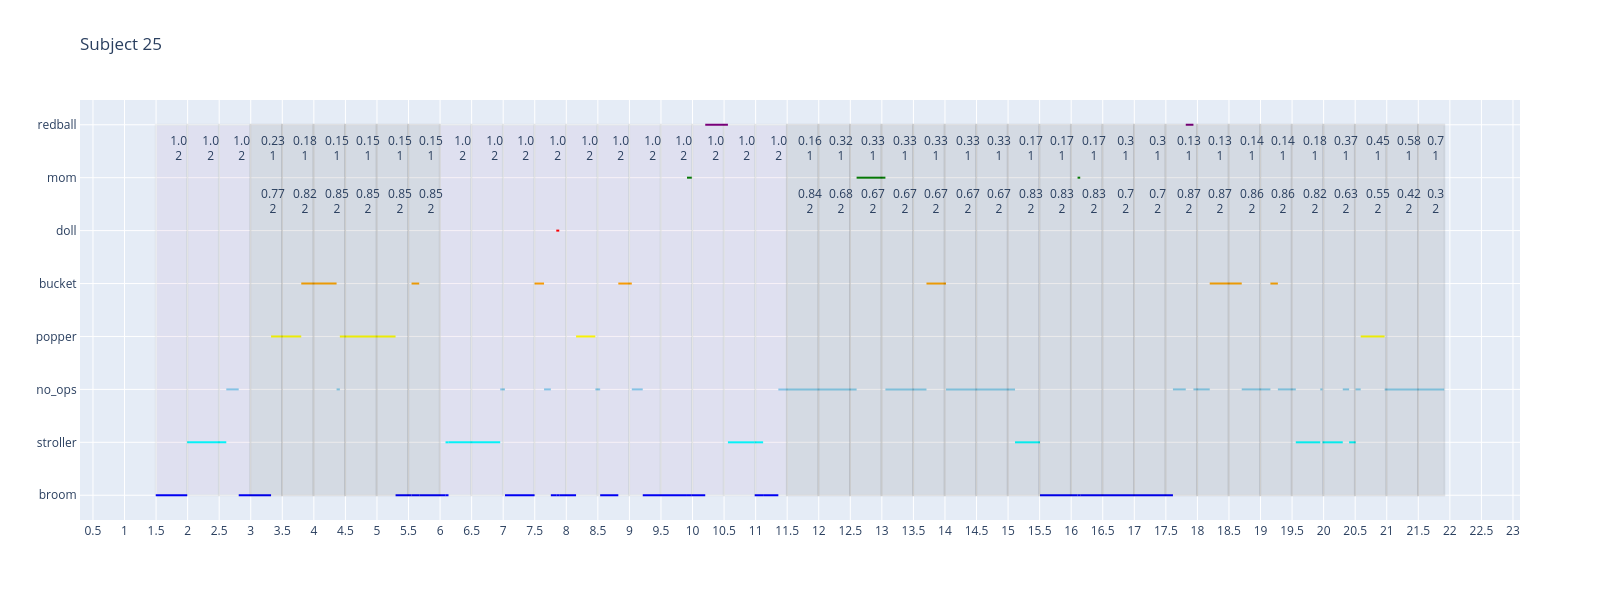 Subject 25
redball
1.0 1.0 1.0 0.23 0.18 0.15 0.15 0.15 0.15 1.0 1.0 1.0 1.0 1.0 1.0 1.0 1.0 1.0 1.0 1.0 0.16 0.32 0.33 0.33 0.33 0.33 0.33 0.17 0.17 0.17 0.3 0.3 0.13 0.13 0.14 0.14 0.18 0.37 0.45 0.58 0.7
2 2 2 1 1 1 1 1 1 2 2 2 2 2 2 2 2 2 2 2 1 1 1 1 1 1 1 1 1 1 1 1 1 1 1 1 1 1 1 1 1
mom
0.77 0.82 0.85 0.85 0.85 0.85 0.84 0.68 0.67 0.67 0.67 0.67 0.67 0.83 0.83 0.83 0.7 0.7 0.87 0.87 0.86 0.86 0.82 0.63 0.55 0.42 0.3
2 2 2 2 2 2 2 2 2 2 2 2 2 2 2 2 2 2 2 2 2 2 2 2 2 2 2
doll
bucket
popper
no_ops
stroller
broom
0.5 1 1.5 2 2.5 3 3.5 4 4.5 5 5.5 6 6.5 7 7.5 8 8.5 9 9.5 10 10.5 11 11.5 12 12.5 13 13.5 14 14.5 15 15.5 16 16.5 17 17.5 18 18.5 19 19.5 20 20.5 21 21.5 22 22.5 23